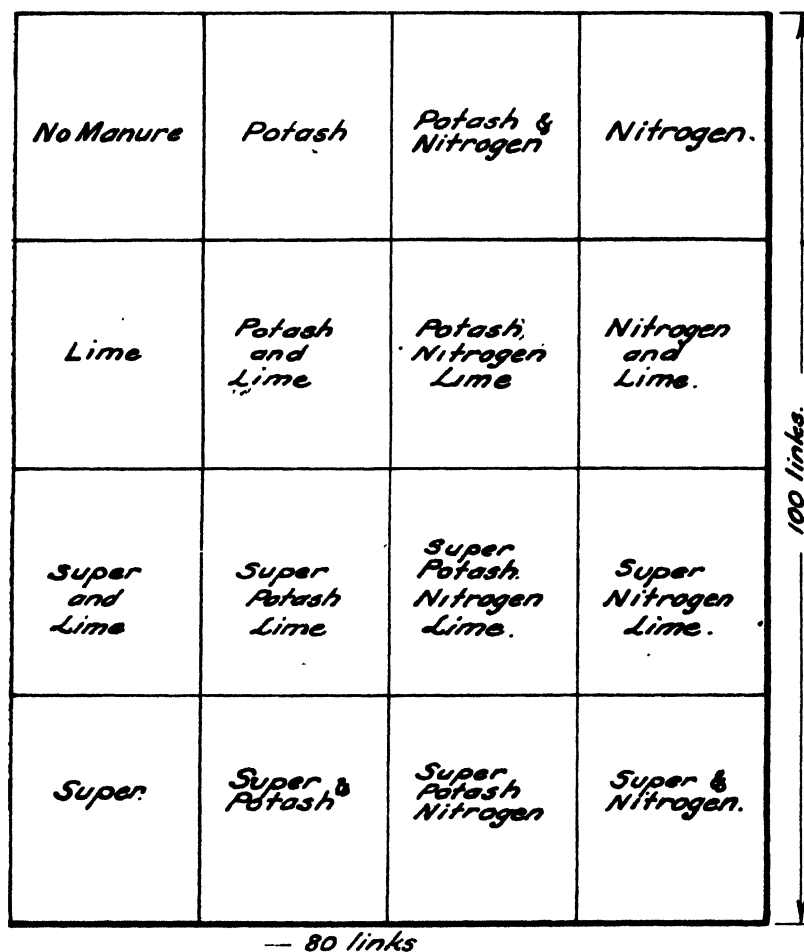 No Manure
Potash
Potash &
Nitrogen
Nitrogen.
Lime
Potash
and
Lime
Potash,
Nitrogen
Lime
Nitrogen
and
Lime.
Super
and
Lime
Super
Potash
Lime
Super
Potash.
Nitrogen
Lime.
Super
Nitrogen
Lime.
Super.
Super &
Potash
Super
Potash
Nitrogen
Super &
Nitrogen.
100 links.
— 80 links